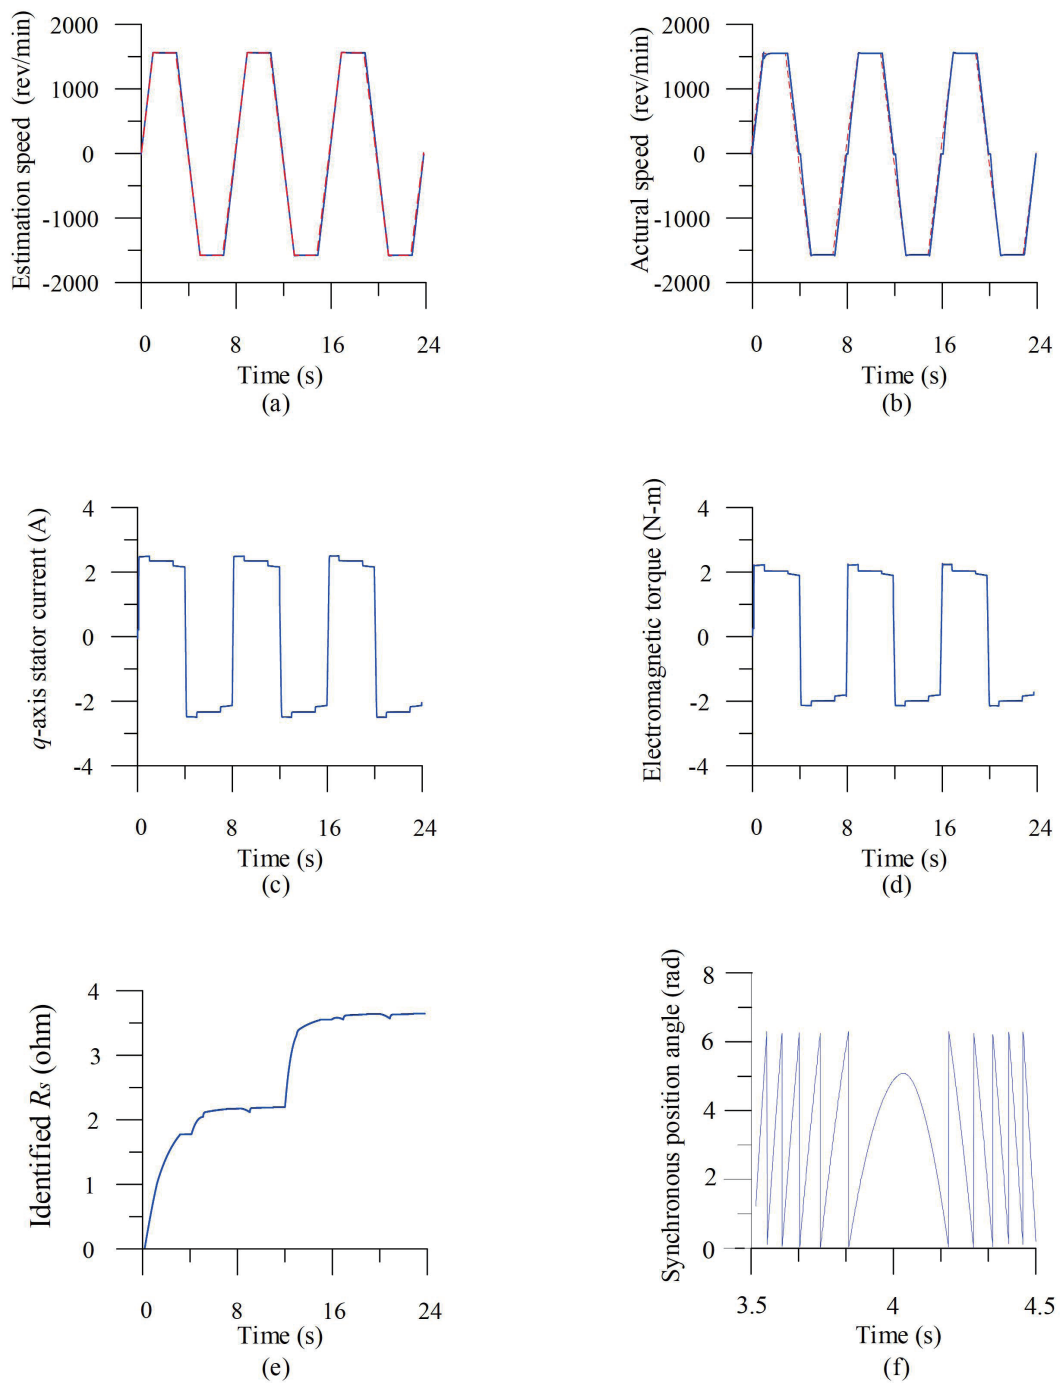 2000
1000
0
-1000
-2000
Estimation speed (rev/min)
0 8 16 24
Time (s)
(a)
2000
1000
0
-1000
-2000
Actural speed (rev/min)
0 8 16 24
Time (s)
(b)
4
2
0
-2
-4
q-axis stator current (A)
0 8 16 24
Time (s)
(c)
4
2
0
-2
-4
Electromagnetic torque (N-m)
0 8 16 24
Time (s)
(d)
4
3
2
1
0
Identified Rs (ohm)
0 8 16 24
Time (s)
(e)
8
6
4
2
0
Synchronous position angle (rad)
3.5 4 4.5
Time (s)
(f)